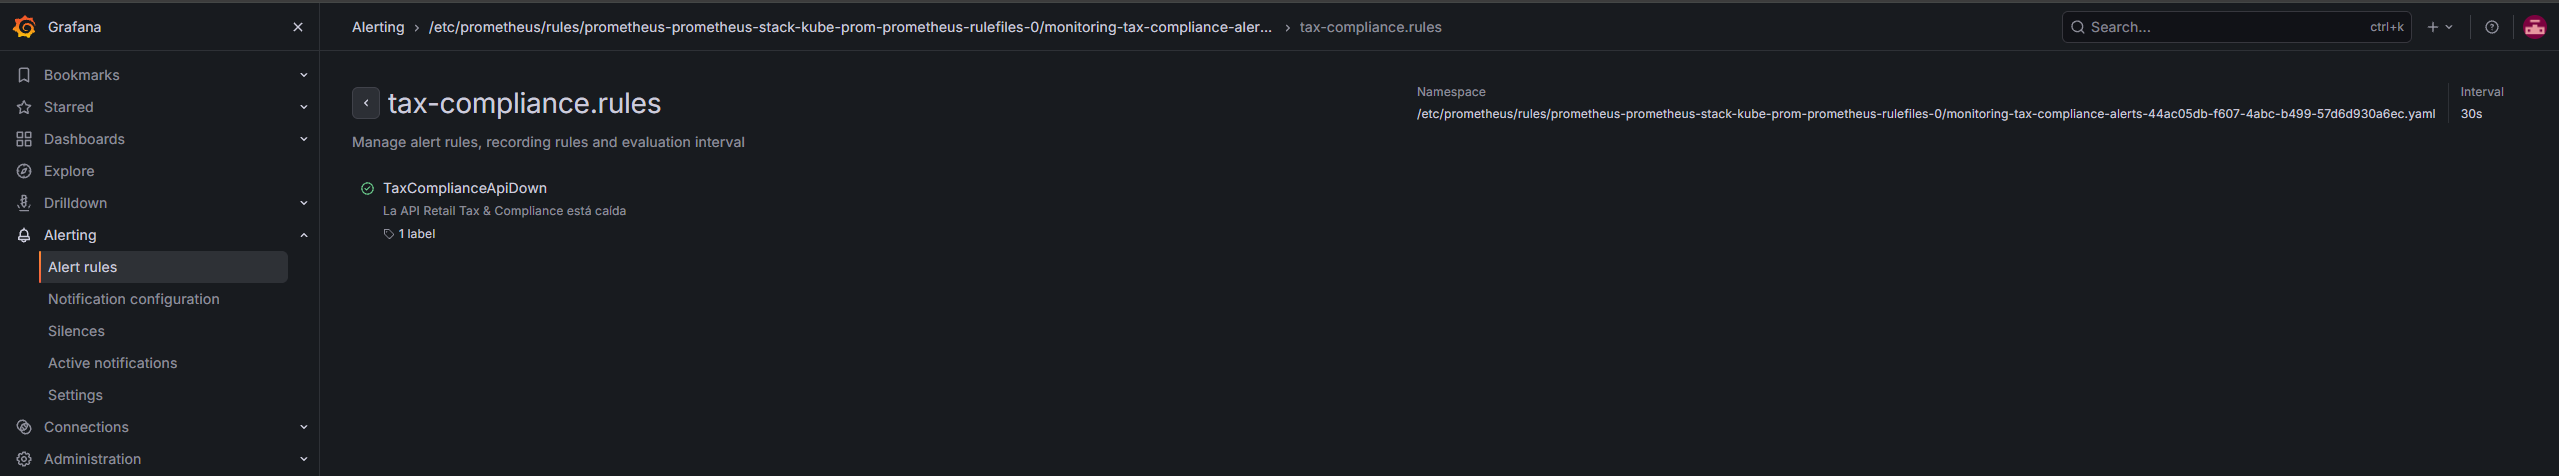 Grafana
Alerting › /etc/prometheus/rules/prometheus-prometheus-stack-kube-prom-prometheus-rulefiles-0/monitoring-tax-compliance-aler... › tax-compliance.rules
Search... ctrl+k
Bookmarks
Starred
Dashboards
Explore
Drilldown
Alerting
Alert rules
Notification configuration
Silences
Active notifications
Settings
Connections
Administration
tax-compliance.rules
Manage alert rules, recording rules and evaluation interval
Namespace
/etc/prometheus/rules/prometheus-prometheus-stack-kube-prom-prometheus-rulefiles-0/monitoring-tax-compliance-alerts-44ac05db-f607-4abc-b499-57d6d930a6ec.yaml
Interval
30s
TaxComplianceApiDown
La API Retail Tax & Compliance está caída
1 label